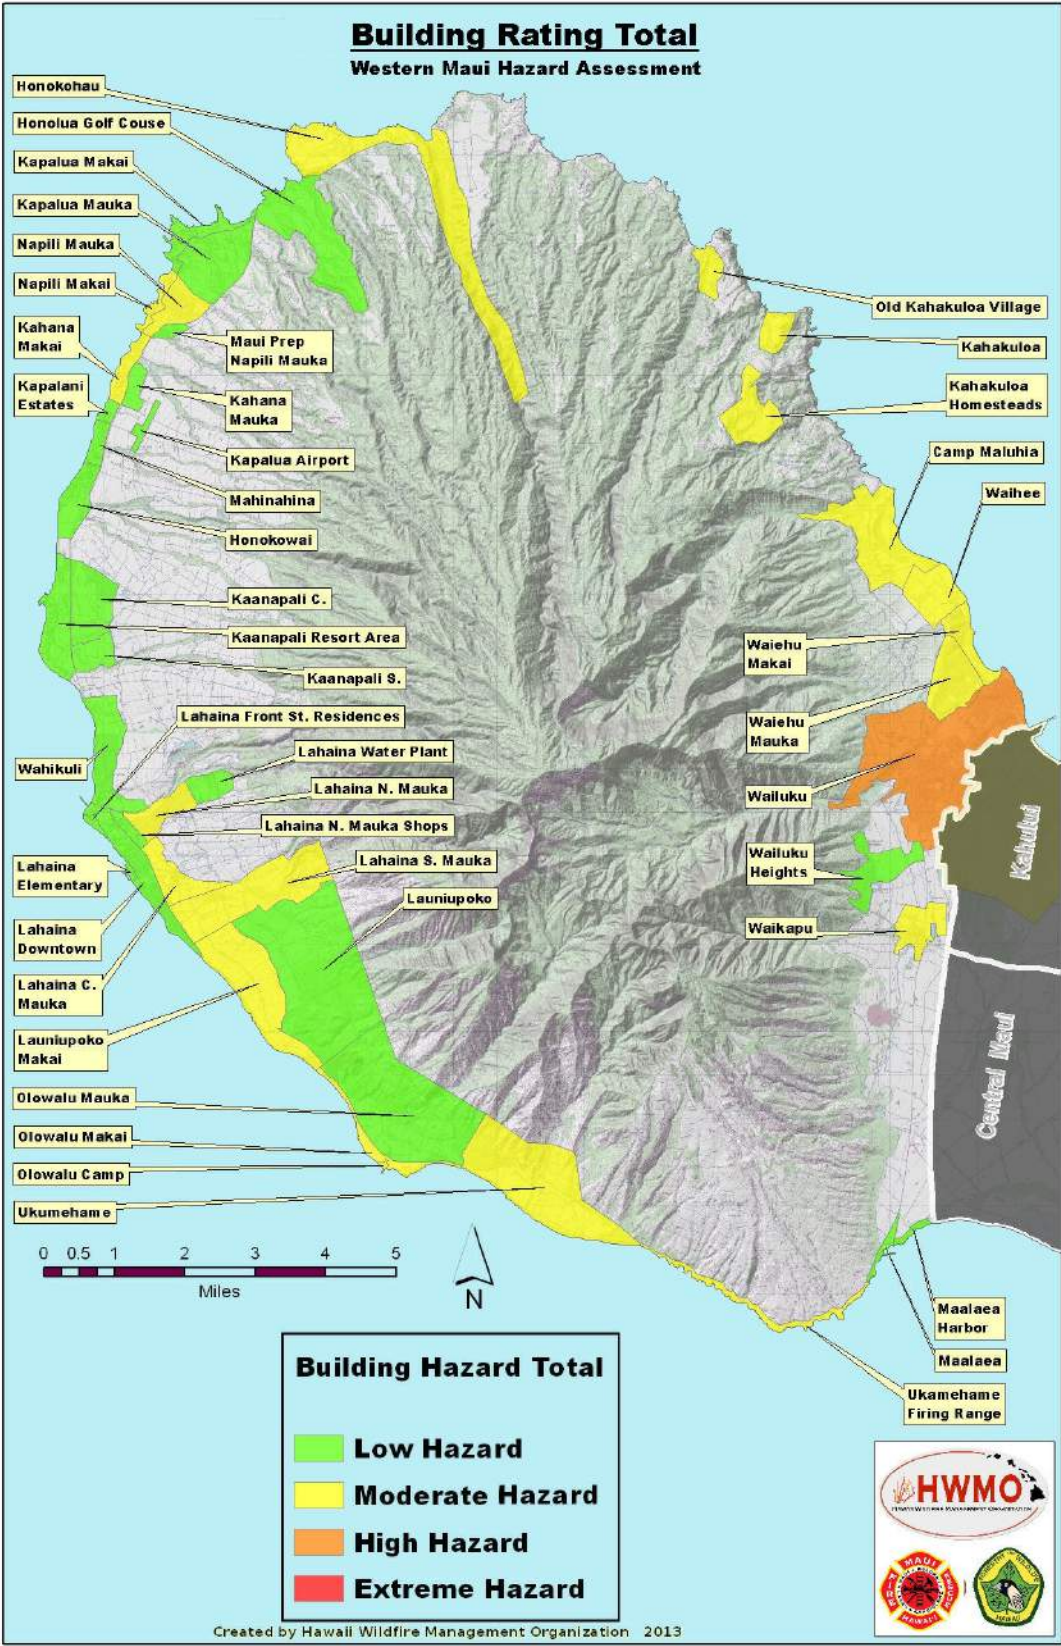 Building Rating Total
Western Maui Hazard Assessment
Honokohau
Honolua Golf Couse
Kapalua Makai
Kapalua Mauka
Napili Mauka
Napili Makai
Kahana
Makai
Kapalani
Estates
Maui Prep
Napili Mauka
Kahana
Mauka
Kapalua Airport
Mahinahina
Honokowai
Kaanapali C.
Kaanapali Resort Area
Kaanapali S.
Lahaina Front St. Residences
Lahaina Water Plant
Wahikuli
Lahaina N. Mauka
Lahaina N. Mauka Shops
Lahaina S. Mauka
Launiupoko
Lahaina
Elementary
Lahaina
Downtown
Lahaina C.
Mauka
Launiupoko
Makai
Olowalu Mauka
Olowalu Makai
Olowalu Camp
Ukumehame
Old Kahakuloa Village
Kahakuloa
Kahakuloa
Homesteads
Camp Maluhia
Waihee
Waiehu
Makai
Waiehu
Mauka
Wailuku
Wailuku
Heights
Waikapu
Kahului
Central Maui
Maalaea
Harbor
Maalaea
Ukamehame
Firing Range
0 0.5 1 2 3 4 5
Miles
N
Building Hazard Total
Low Hazard
Moderate Hazard
High Hazard
Extreme Hazard
HWMO
MAUI
FIRE
HAWAII
Created by Hawaii Wildfire Management Organization 2013